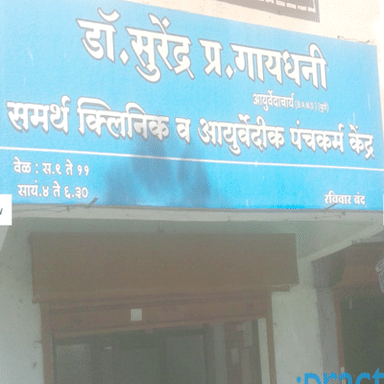 डॉ.सुरेंद्र प्र.गायधनी
आयुर्वेदाचार्य (B.A.M.S.)
समर्थ क्लिनिक व आयुर्वेदीक पंचकर्म केंद्र
वेळ : स.९ ते ११
सायं.४ ते ६.३०
रविवार बंद